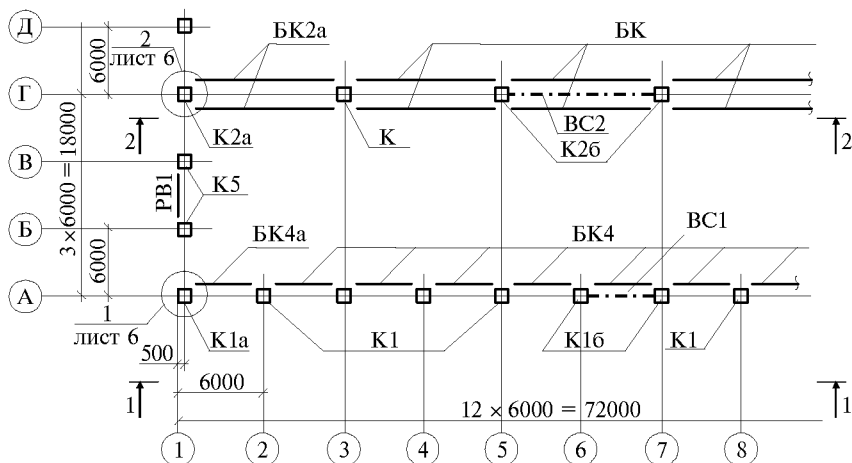 Д
2
лист 6
БК2а
БК
6000
Г
2
К2а
К
ВС2
К2б
2
В
3 × 6000 = 18000
РВ1
К5
Б
6000
БК4а
БК4
ВС1
А
1
лист 6
К1а
К1
К1б
К1
500
6000
1
12 × 6000 = 72000
1
1
2
3
4
5
6
7
8